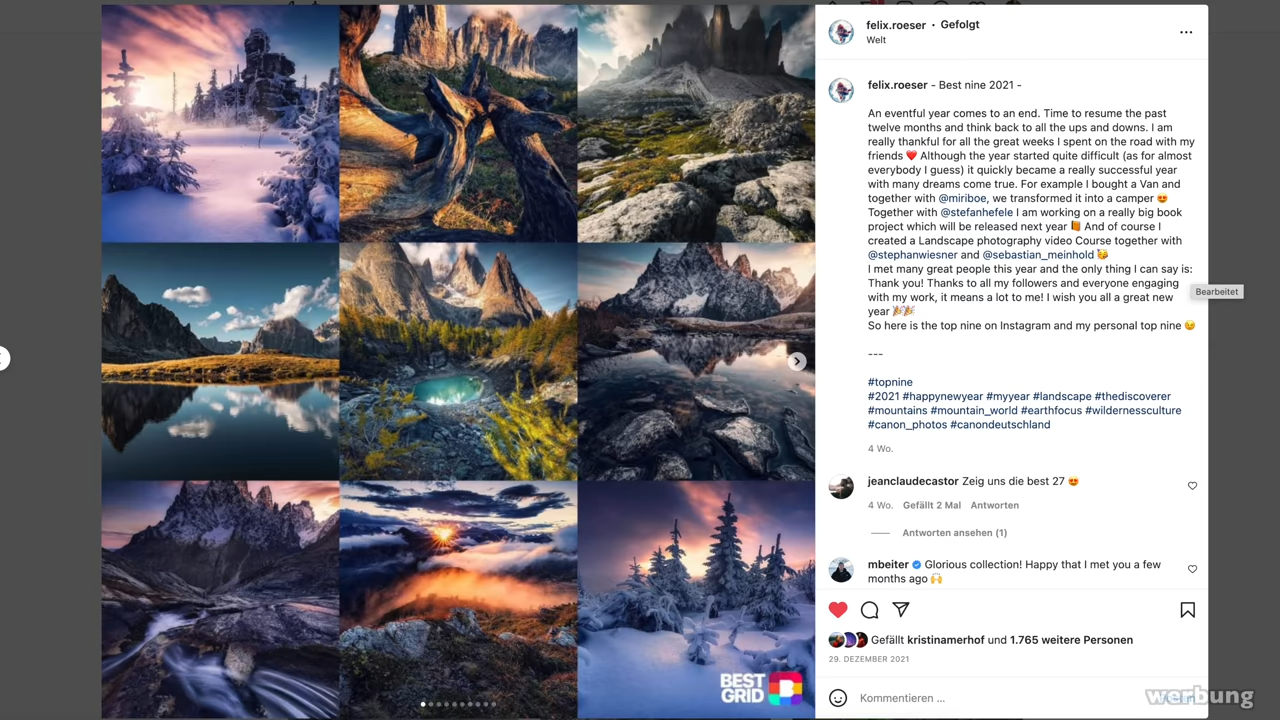 felix.roeser • Gefolgt
Welt
felix.roeser - Best nine 2021 -
An eventful year comes to an end. Time to resume the past
twelve months and think back to all the ups and downs. I am
really thankful for all the great weeks I spent on the road with my
friends ❤️ Although the year started quite difficult (as for almost
everybody I guess) it quickly became a really successful year
with many dreams come true. For example I bought a Van and
together with @miriboe, we transformed it into a camper 😍
Together with @stefanhefele I am working on a really big book
project which will be released next year 📙 And of course I
created a Landscape photography video Course together with
@stephanwiesner and @sebastian_meinhold 🥳
I met many great people this year and the only thing I can say is:
Thank you! Thanks to all my followers and everyone engaging
with my work, it means a lot to me! I wish you all a great new
year 🎉🎉
Bearbeitet
So here is the top nine on Instagram and my personal top nine 😉
---
#topnine
#2021 #happynewyear #myyear #landscape #thediscoverer
#mountains #mountain_world #earthfocus #wildernessculture
#canon_photos #canondeutschland
4 Wo.
jeanclaudecastor Zeig uns die best 27 😍
4 Wo. Gefällt 2 Mal Antworten
Antworten ansehen (1)
mbeiter Glorious collection! Happy that I met you a few
months ago 🙌
Gefällt kristinamerhof und 1.765 weitere Personen
29. DEZEMBER 2021
Kommentieren ...
BEST
GRID
werbung